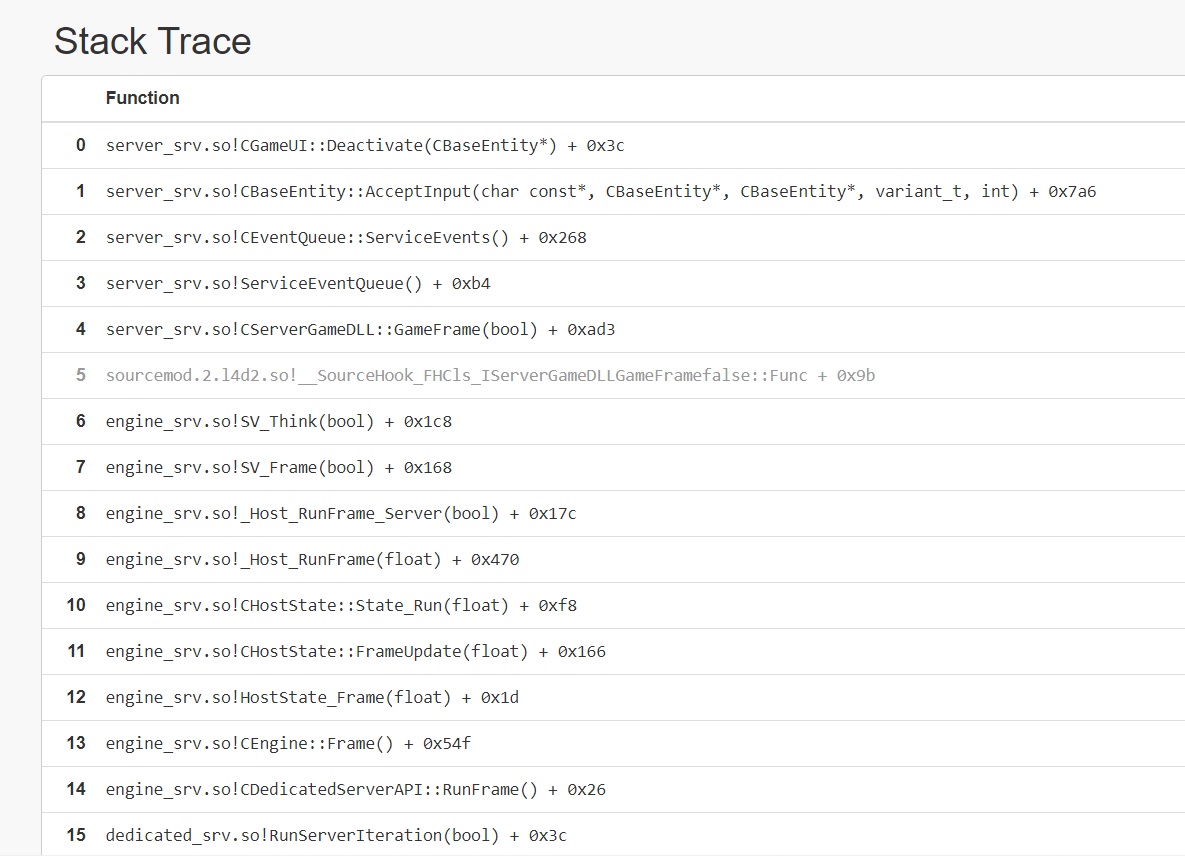 Stack Trace
Function
0 server_srv.so!CGameUI::Deactivate(CBaseEntity*) + 0x3c
1 server_srv.so!CBaseEntity::AcceptInput(char const*, CBaseEntity*, CBaseEntity*, variant_t, int) + 0x7a6
2 server_srv.so!CEventQueue::ServiceEvents() + 0x268
3 server_srv.so!ServiceEventQueue() + 0xb4
4 server_srv.so!CServerGameDLL::GameFrame(bool) + 0xad3
5 sourcemod.2.l4d2.so!__SourceHook_FHCls_IServerGameDLLGameFramefalse::Func + 0x9b
6 engine_srv.so!SV_Think(bool) + 0x1c8
7 engine_srv.so!SV_Frame(bool) + 0x168
8 engine_srv.so!_Host_RunFrame_Server(bool) + 0x17c
9 engine_srv.so!_Host_RunFrame(float) + 0x470
10 engine_srv.so!CHostState::State_Run(float) + 0xf8
11 engine_srv.so!CHostState::FrameUpdate(float) + 0x166
12 engine_srv.so!HostState_Frame(float) + 0x1d
13 engine_srv.so!CEngine::Frame() + 0x54f
14 engine_srv.so!CDedicatedServerAPI::RunFrame() + 0x26
15 dedicated_srv.so!RunServerIteration(bool) + 0x3c